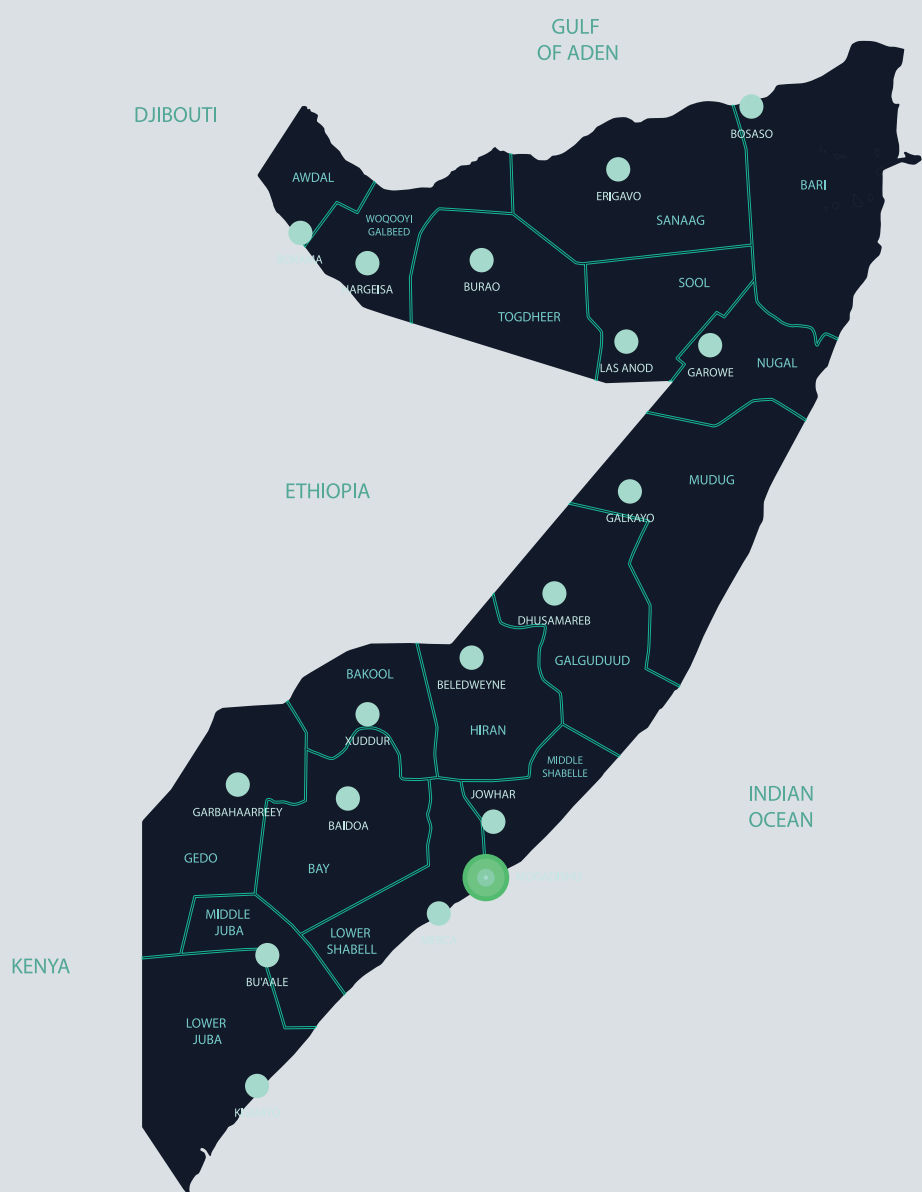 GULF
OF ADEN
DJIBOUTI
BOSASO
AWDAL
BARI
ERIGAVO
SANAAG
WOQOOYI
GALBEED
HARGEISA
BURAO
SOOL
TOGDHEER
LAS ANOD
GAROWE
NUGAL
MUDUG
ETHIOPIA
GALKAYO
DHUSAMAREB
GALGUDUUD
BAKOOL
BELEDWEYNE
HIRAN
XUDDUR
MIDDLE
SHABELLE
JOWHAR
INDIAN
OCEAN
GARBAHAARREEY
BAIDOA
GEDO
BAY
MIDDLE
JUBA
LOWER
SHABELL
KENYA
BU'AALE
LOWER
JUBA